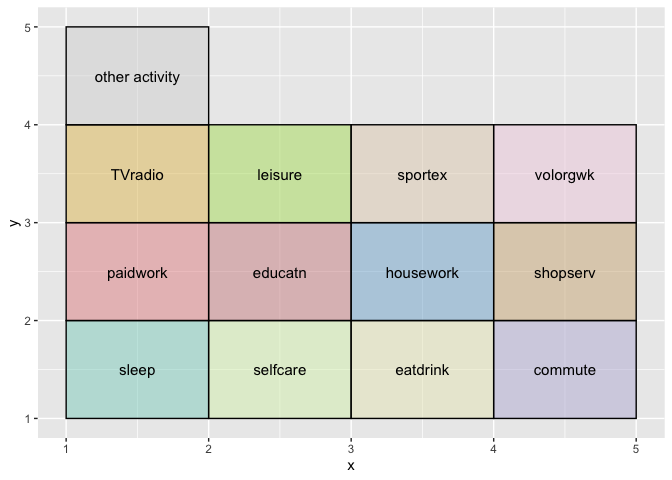 5
other activity
4
TVradio leisure sportex volorgwk
y
3
paidwork educatn housework shopserv
2
sleep selfcare eatdrink commute
1
1 2 3 4 5
x